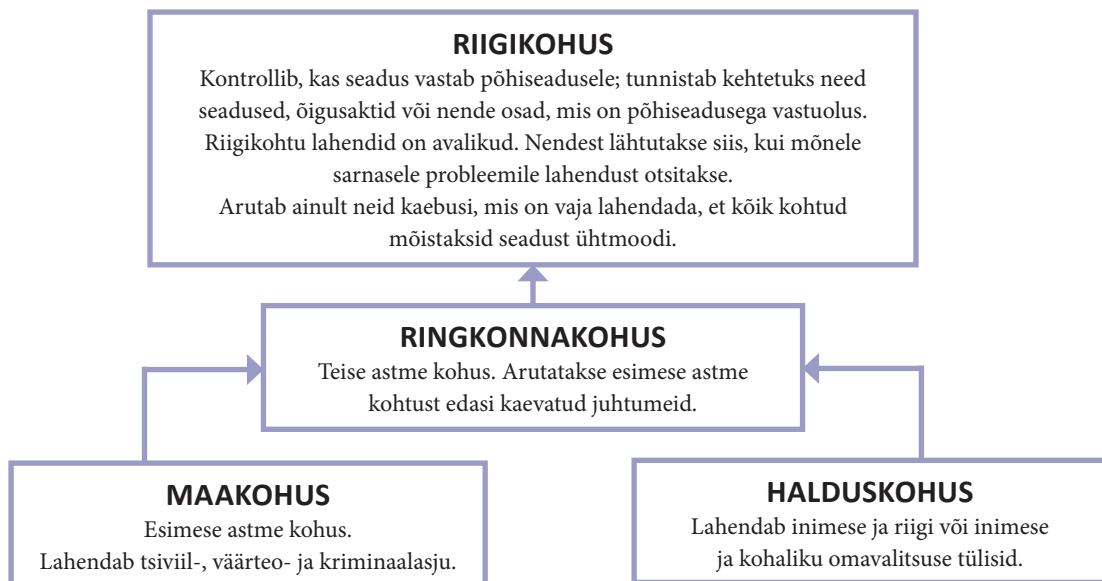 RIIGIKOHUS
Kontrollib, kas seadus vastab põhiseadusele; tunnistab kehtetuks need
seadused, õigusaktid või nende osad, mis on põhiseadusega vastuolus.
Riigikohtu lahendid on avalikud. Nendest lähtutakse siis, kui mõnele
sarnasele probleemile lahendust otsitakse.
Arutab ainult neid kaebusi, mis on vaja lahendada, et kõik kohtud
mõistaksid seadust ühtmoodi.
RINGKONNAKOHUS
Teise astme kohus. Arutatakse esimese astme
kohtust edasi kaevatud juhtumeid.
MAAKOHUS
Esimese astme kohus.
Lahendab tsiviil-, väärteo- ja kriminaalasju.
HALDUSKOHUS
Lahendab inimese ja riigi või inimese
ja kohaliku omavalitsuse tülisid.